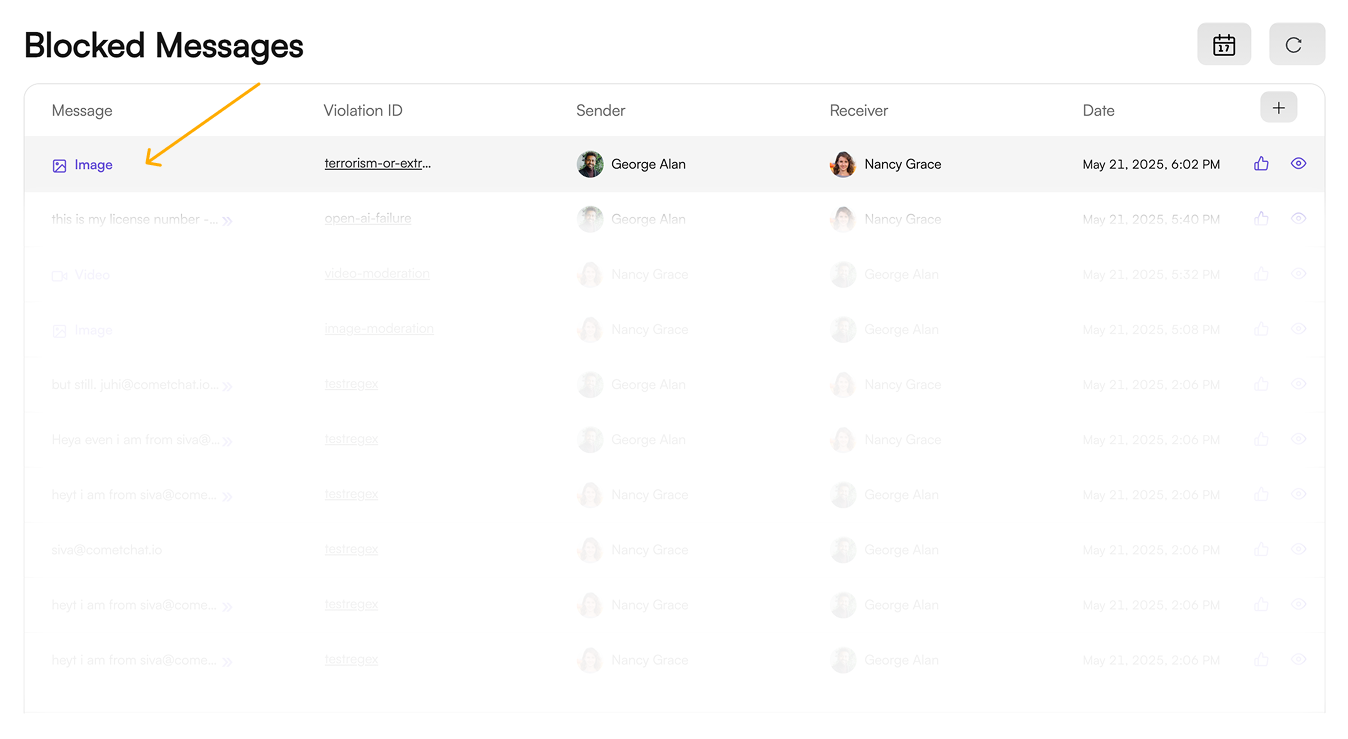 Blocked Messages
17
Message Violation ID Sender Receiver Date
Image terrorism-or-extr... George Alan Nancy Grace May 21, 2025, 6:02 PM
this is my license number -... open-ai-failure George Alan Nancy Grace May 21, 2025, 5:40 PM
Video video-moderation Nancy Grace George Alan May 21, 2025, 5:32 PM
Image image-moderation Nancy Grace George Alan May 21, 2025, 5:08 PM
but still. juhi@cometchat.io... testregex George Alan Nancy Grace May 21, 2025, 2:06 PM
Heya even i am from siva@... testregex George Alan Nancy Grace May 21, 2025, 2:06 PM
heyt i am from siva@come... testregex Nancy Grace George Alan May 21, 2025, 2:06 PM
siva@cometchat.io testregex Nancy Grace George Alan May 21, 2025, 2:06 PM
heyt i am from siva@come... testregex Nancy Grace George Alan May 21, 2025, 2:06 PM
heyt i am from siva@come... testregex Nancy Grace George Alan May 21, 2025, 2:06 PM